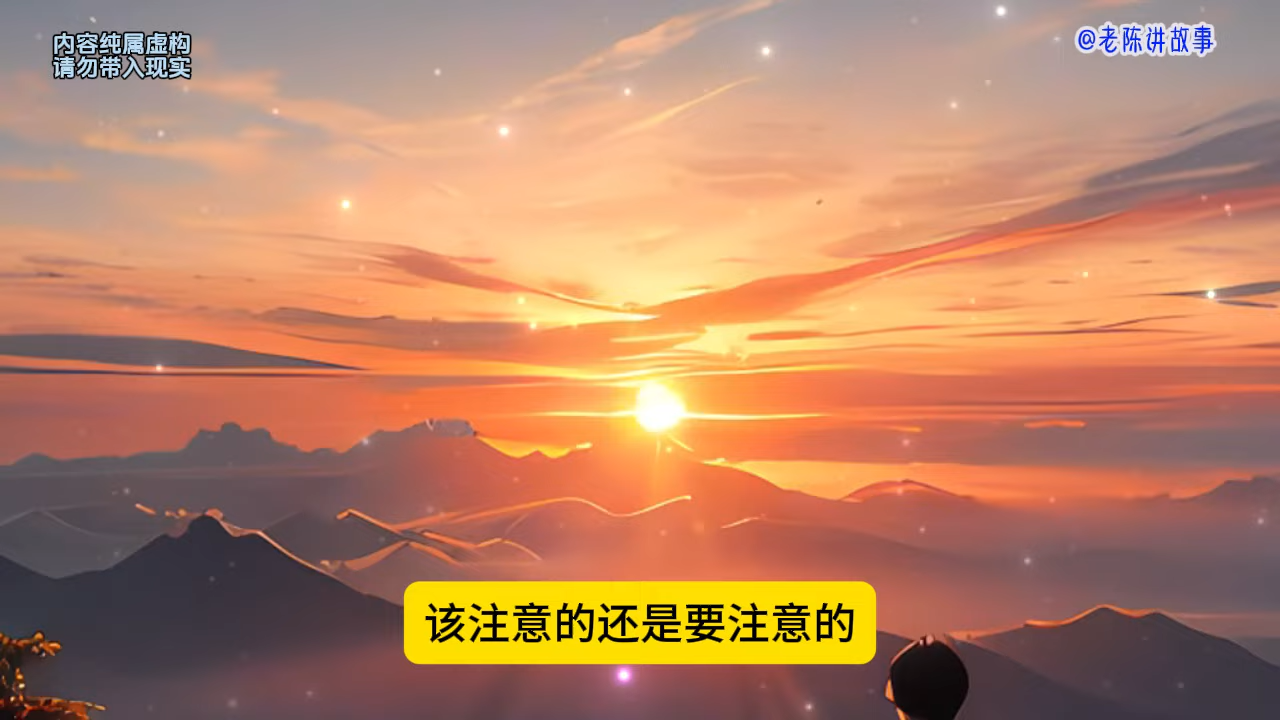 内容纯属虚构
请勿带入现实
@老陈讲故事
该注意的还是要注意的